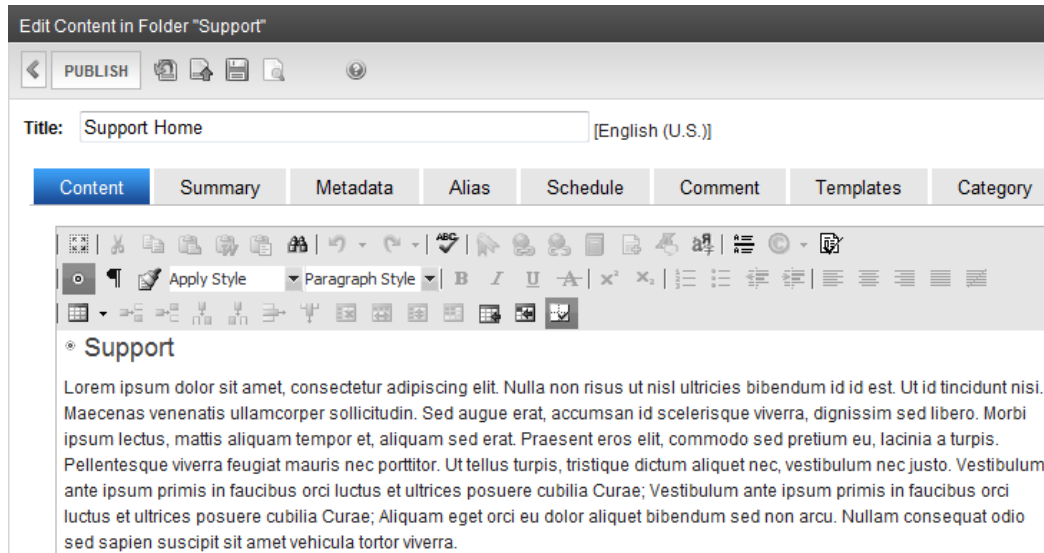 Edit Content in Folder "Support"
PUBLISH
Title: Support Home [English (U.S.)]
Content Summary Metadata Alias Schedule Comment Templates Category
ABC
Apply Style Paragraph Style B I U A x² x₂
Support
Lorem ipsum dolor sit amet, consectetur adipiscing elit. Nulla non risus ut nisl ultricies bibendum id id est. Ut id tincidunt nisi.
Maecenas venenatis ullamcorper sollicitudin. Sed augue erat, accumsan id scelerisque viverra, dignissim sed libero. Morbi
ipsum lectus, mattis aliquam tempor et, aliquam sed erat. Praesent eros elit, commodo sed pretium eu, lacinia a turpis.
Pellentesque viverra feugiat mauris nec porttitor. Ut tellus turpis, tristique dictum aliquet nec, vestibulum nec justo. Vestibulum
ante ipsum primis in faucibus orci luctus et ultrices posuere cubilia Curae; Vestibulum ante ipsum primis in faucibus orci
luctus et ultrices posuere cubilia Curae; Aliquam eget orci eu dolor aliquet bibendum sed non arcu. Nullam consequat odio
sed sapien suscipit sit amet vehicula tortor viverra.